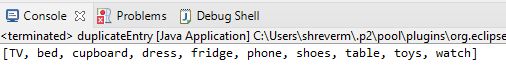 Console Problems Debug Shell
<terminated> duplicateEntry [Java Application] C:\Users\shreverm\.p2\pool\plugins\org.eclipse
[TV, bed, cupboard, dress, fridge, phone, shoes, table, toys, watch]